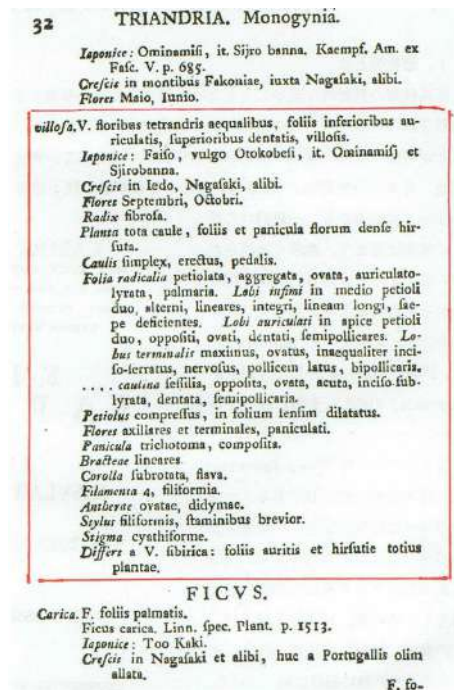 32 TRIANDRIA. Monogynia.
Iaponice: Ominamiſi, it. Sijro banna. Kaempf. Am. ex
Faſc. V. p. 685.
Creſcit in montibus Fakoniae, iuxta Nagaſaki, alibi.
Flores Maio, Iunio.
villoſa. V. floribus tetrandris aequalibus, foliis inferioribus au-
riculatis, ſuperioribus dentatis, villoſis.
Iaponice: Faiſo, vulgo Otokobeſi, it. Ominamiſj et
Sjirobanna.
Creſcit in Iedo, Nagaſaki, alibi.
Flores Septembri, Octobri.
Radix fibroſa.
Planta tota caule, foliis et panicula florum denſe hir-
ſuta.
Caulis ſimplex, erectus, pedalis.
Folia radicalia petiolata, aggregata, ovata, auriculato-
lyrata, palmaria. Lobi infimi in medio petioli
duo, alterni, lineares, integri, lineam longi, ſae-
pe deficientes. Lobi auriculati in apice petioli
duo, oppoſiti, ovati, dentati, ſemipollicares. Lo-
bus terminalis maximus, ovatus, inaequaliter inci-
ſo-ſerratus, nervoſus, pollicem latus, bipollicaris.
.... caulina ſeſſilia, oppoſita, ovata, acuta, inciſo-ſub-
lyrata, dentata, ſemipollicaria.
Petiolus compreſſus, in folium ſenſim dilatatus.
Flores axillares et terminales, paniculati.
Panicula trichotoma, compoſita.
Bracteae lineares
Corolla ſubrotata, flava.
Filamenta 4, filiformia.
Antherae ovatae, didymae.
Stylus filiformis, ſtaminibus brevior.
Stigma cyathiforme.
Differt a V. ſibirica: foliis auritis et hirſutie totius
plantae.
FICVS.
Carica. F. foliis palmatis.
Ficus carica. Linn. ſpec. Plant. p. 1513.
Iaponice: Too Kaki.
Creſcit in Nagaſaki et alibi, huc a Portugallis olim
allata.
F. fo-